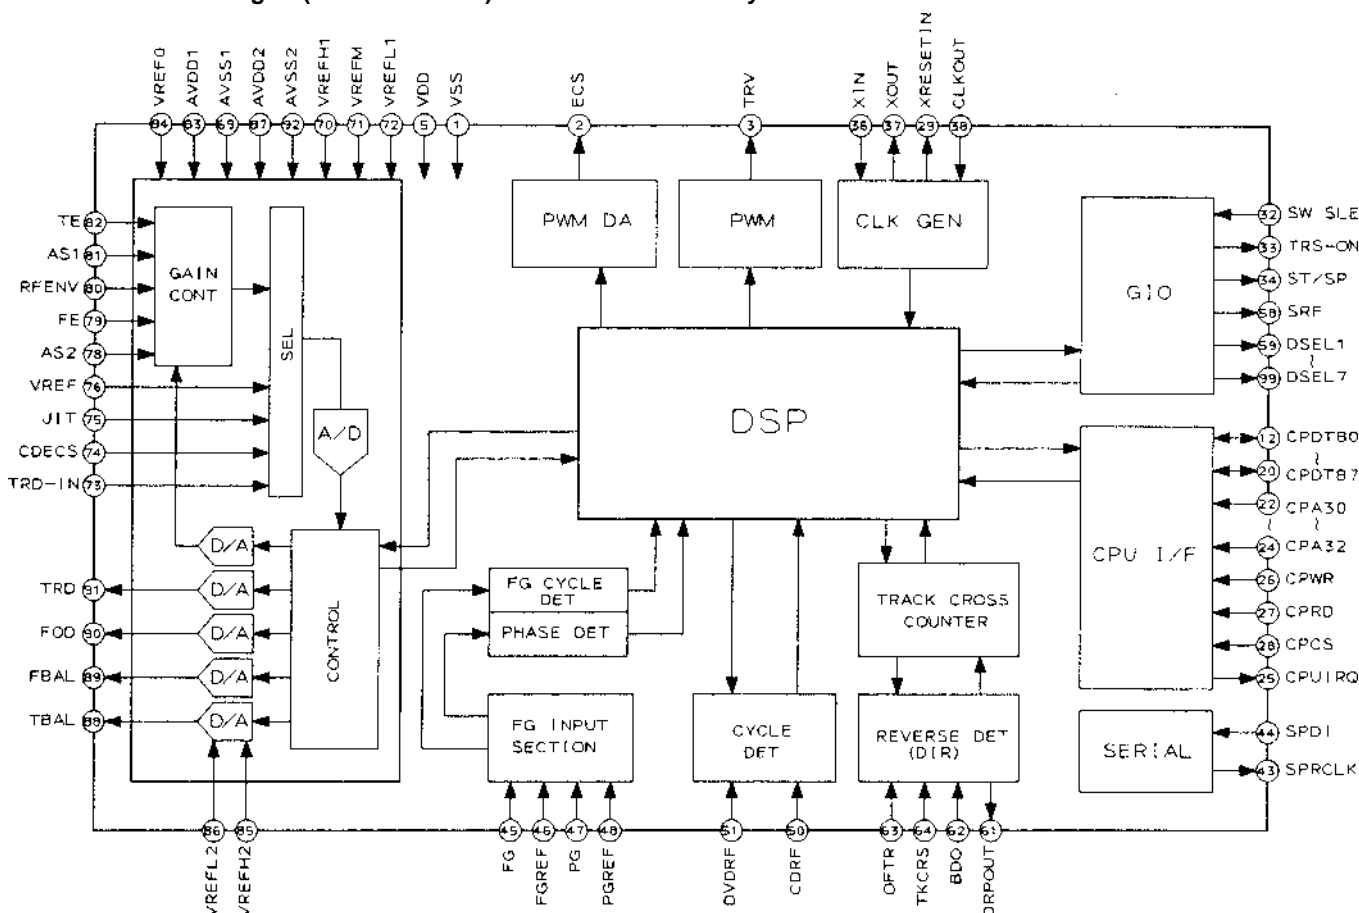 VREF0 AVDD1 AVSS1 AVDD2 AVSS2 VREFH1 VREFM VREFL1 VDD VSS ECS TRV XIN XOUT XRESETIN CLKOUT
94 83 69 87 92 70 71 72 5 1 2 3 36 37 29 38
PWM DA
PWM
CLK GEN
TE 82
AS1 81
RFENV 80
FE 79
AS2 78
VREF 76
JIT 75
CDECS 74
TRD-IN 73
GAIN
CONT
SEL
A/D
D/A
D/A
D/A
D/A
D/A
CONTROL
TRD 91
FOD 90
FBAL 89
TBAL 88
DSP
GIO
32 SW SLE
33 TRS-ON
34 ST/SP
58 SRF
59 DSEL1
99 DSEL7
CPU I/F
12 CPDTB0
20 CPDTB7
22 CPA30
24 CPA32
26 CPWR
27 CPRD
28 CPCS
25 CPUIRQ
SERIAL
44 SPDI
43 SPRCLK
FG CYCLE
DET
PHASE DET
FG INPUT
SECTION
TRACK CROSS
COUNTER
CYCLE
DET
REVERSE DET
(DIR)
86 85 45 46 47 48 51 50 63 64 62 61
VREFL2 VREFH2 FG FGREF PG PGREF DVDRF CDRF OFTR TKCRS BDO DRPOUT